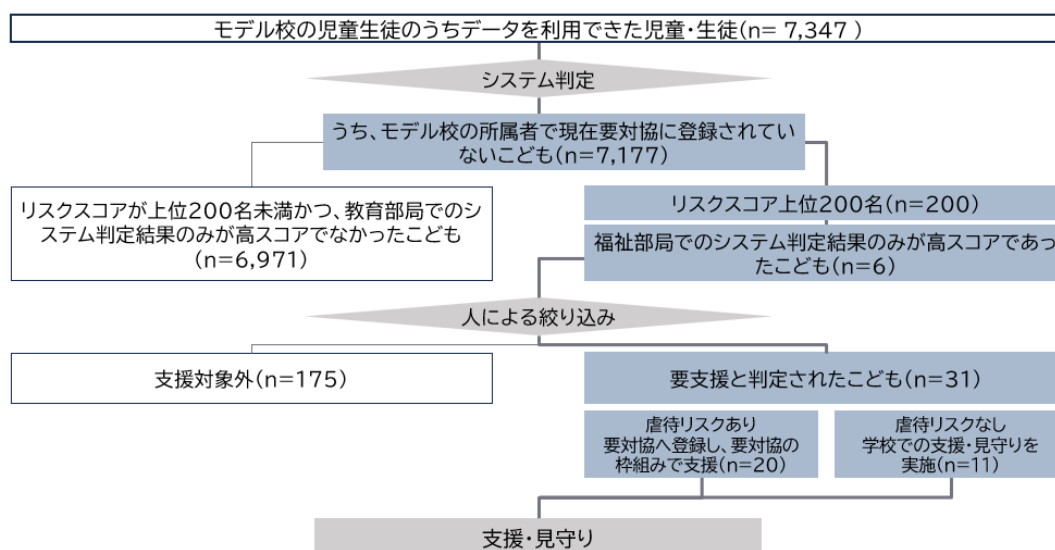 モデル校の児童生徒のうちデータを利用できた児童・生徒(n= 7,347 )
システム判定
うち、モデル校の所属者で現在要対協に登録されてい
ないこども(n=7,177)
リスクスコアが上位200名未満かつ、教育部局でのシ
ステム判定結果のみが高スコアでなかったこども
(n=6,971)
リスクスコア上位200名(n=200)
福祉部局でのシステム判定結果のみが高スコアであっ
たこども(n=6)
人による絞り込み
支援対象外(n=175)
要支援と判定されたこども(n=31)
虐待リスクあり
要対協へ登録し、要対協の
枠組みで支援(n=20)
虐待リスクなし
学校での支援・見守りを
実施(n=11)
支援・見守り